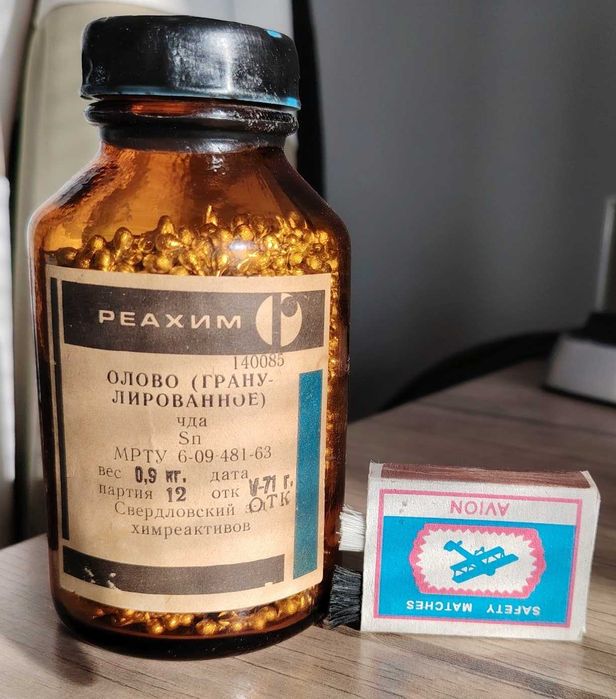 РЕАХИМ
140085
ОЛОВО (ГРАНУ-
ЛИРОВАННОЕ)
чда
Sn
МРТУ 6-09-481-63
вес 0,9 кг. дата V-71 г.
партия 12 отк ОТК
Свердловский
химреактивов
AVION
SAFETY MATCHES